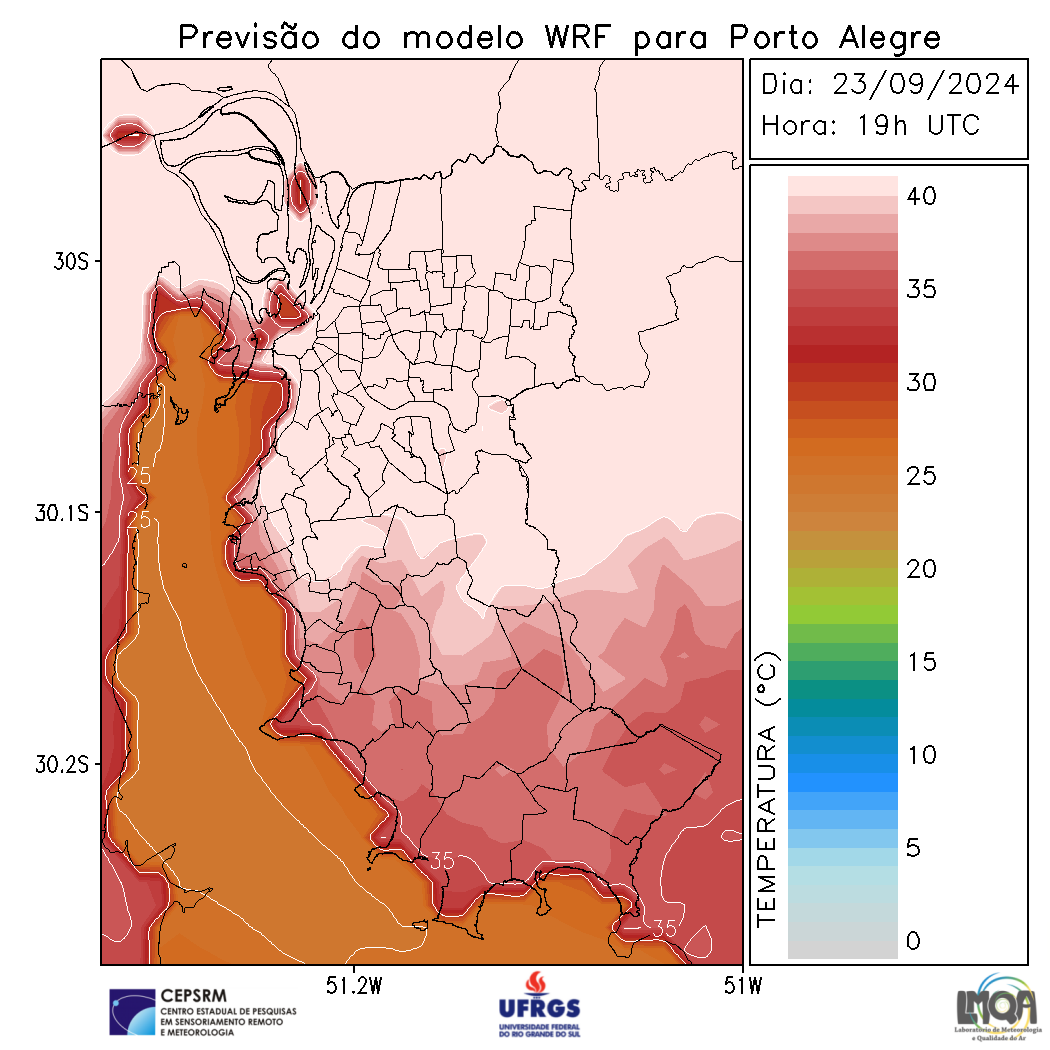 Previsão do modelo WRF para Porto Alegre
Dia: 23/09/2024
Hora: 19h UTC
30S
30.1S
30.2S
51.2W
51W
25
25
35
35
TEMPERATURA (°C)
40
35
30
25
20
15
10
5
0
CEPSRM
CENTRO ESTADUAL DE PESQUISAS
EM SENSORIAMENTO REMOTO
E METEOROLOGIA
UFRGS
UNIVERSIDADE FEDERAL
DO RIO GRANDE DO SUL
LMQA
Laboratório de Meteorologia
e Qualidade do Ar